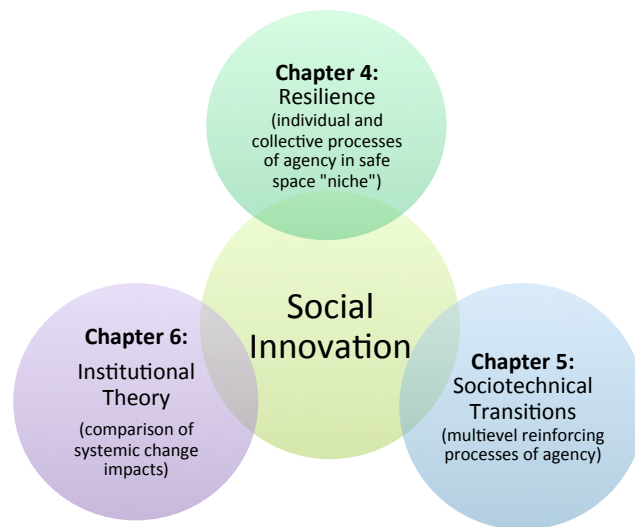 Chapter 4:
Resilience
(individual and
collective processes
of agency in safe
space "niche")
Social
Innovation
Chapter 6:
Institutional
Theory
(comparison of
systemic change
impacts)
Chapter 5:
Sociotechnical
Transitions
(multievel reinforcing
processes of agency)